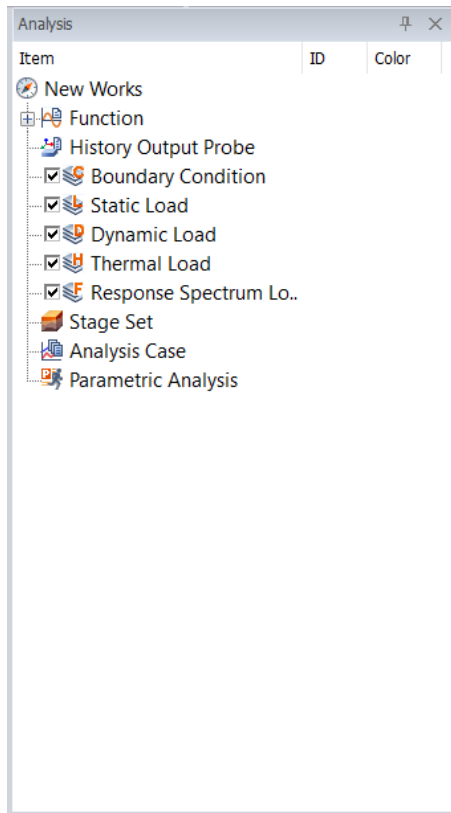 Analysis
Item ID Color
New Works
Function
History Output Probe
Boundary Condition
Static Load
Dynamic Load
Thermal Load
Response Spectrum Lo..
Stage Set
Analysis Case
Parametric Analysis